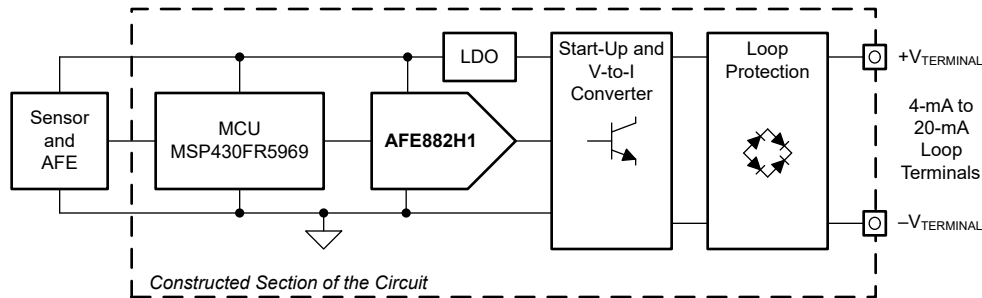 LDO
Start-Up and
V-to-I
Converter
Loop
Protection
+VTERMINAL
Sensor
and
AFE
MCU
MSP430FR5969
AFE882H1
4-mA to
20-mA
Loop
Terminals
–VTERMINAL
Constructed Section of the Circuit